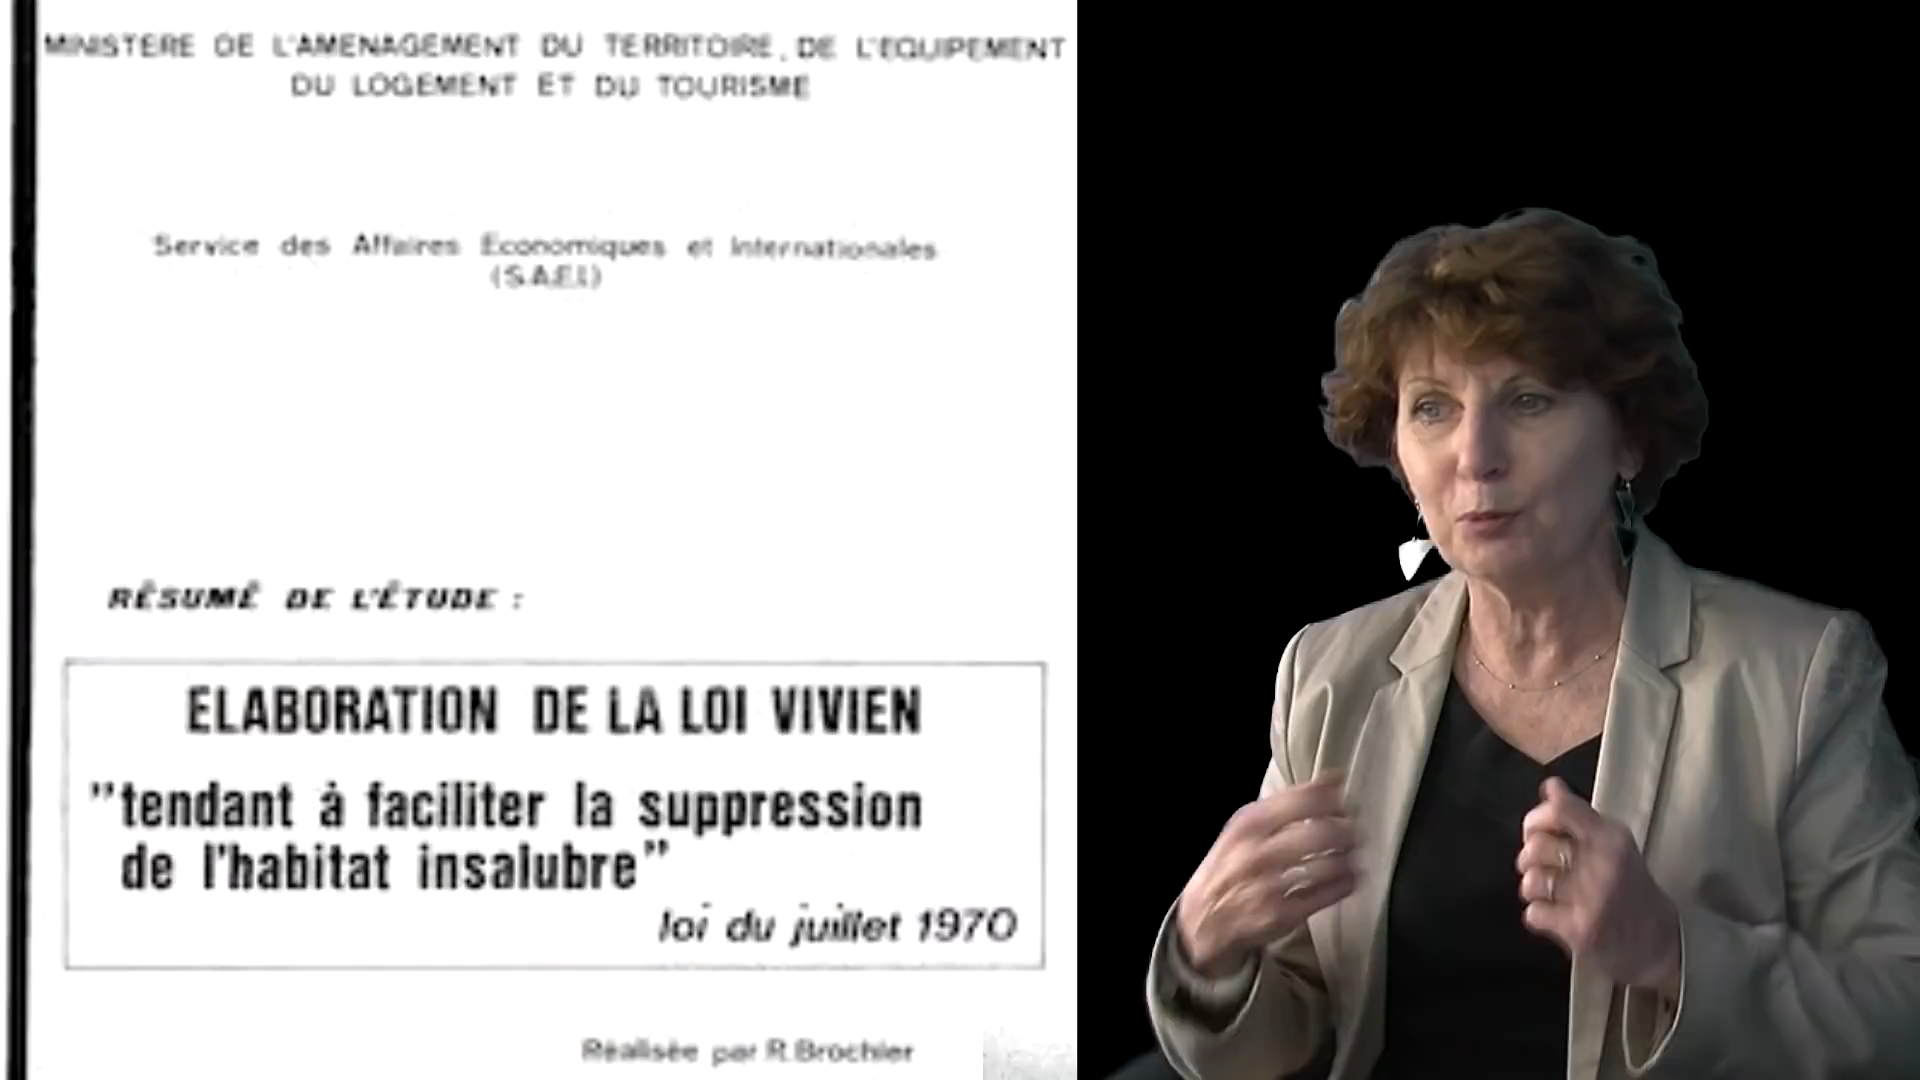 MINISTERE DE L'AMENAGEMENT DU TERRITOIRE, DE L'EQUIPEMENT
DU LOGEMENT ET DU TOURISME
Service des Affaires Economiques et Internationales
(S.A.E.I.)
RÉSUMÉ DE L'ÉTUDE :
ELABORATION DE LA LOI VIVIEN
"tendant à faciliter la suppression
de l'habitat insalubre"
loi du juillet 1970
Réalisée par R. Brochier